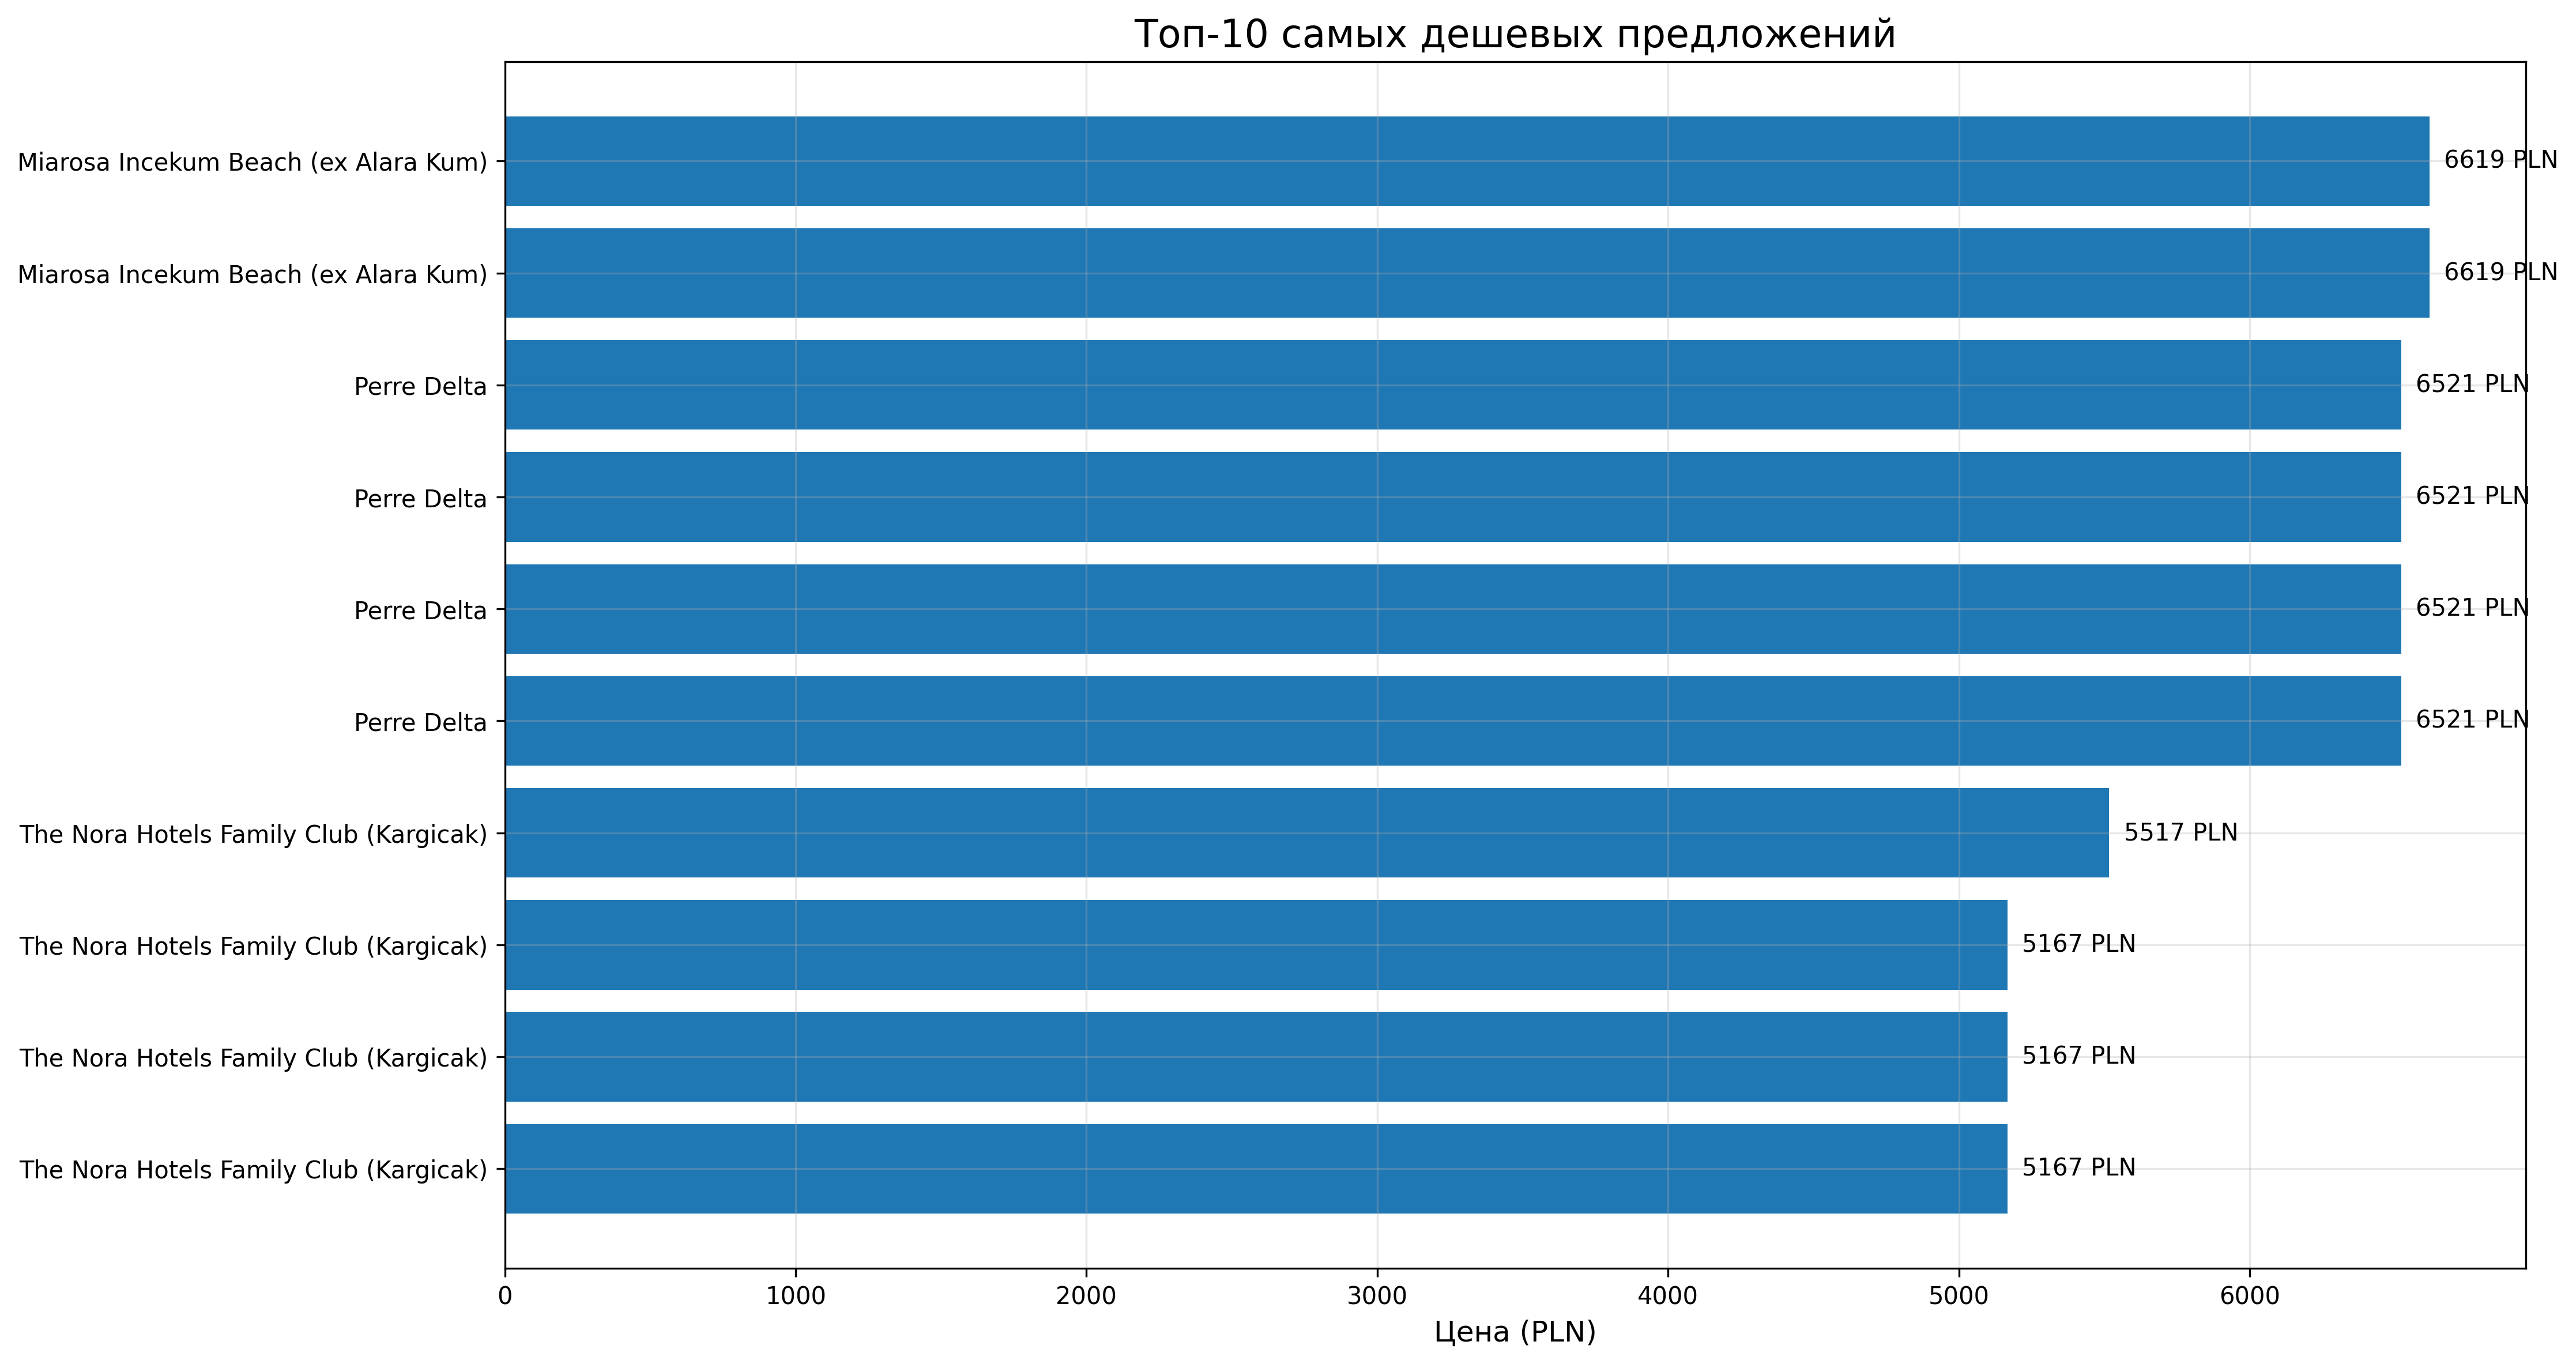 Топ-10 самых дешевых предложений
Miarosa Incekum Beach (ex Alara Kum)
6619 PLN
Miarosa Incekum Beach (ex Alara Kum)
6619 PLN
Perre Delta
6521 PLN
Perre Delta
6521 PLN
Perre Delta
6521 PLN
Perre Delta
6521 PLN
The Nora Hotels Family Club (Kargicak)
5517 PLN
The Nora Hotels Family Club (Kargicak)
5167 PLN
The Nora Hotels Family Club (Kargicak)
5167 PLN
The Nora Hotels Family Club (Kargicak)
5167 PLN
0 1000 2000 3000 4000 5000 6000
Цена (PLN)